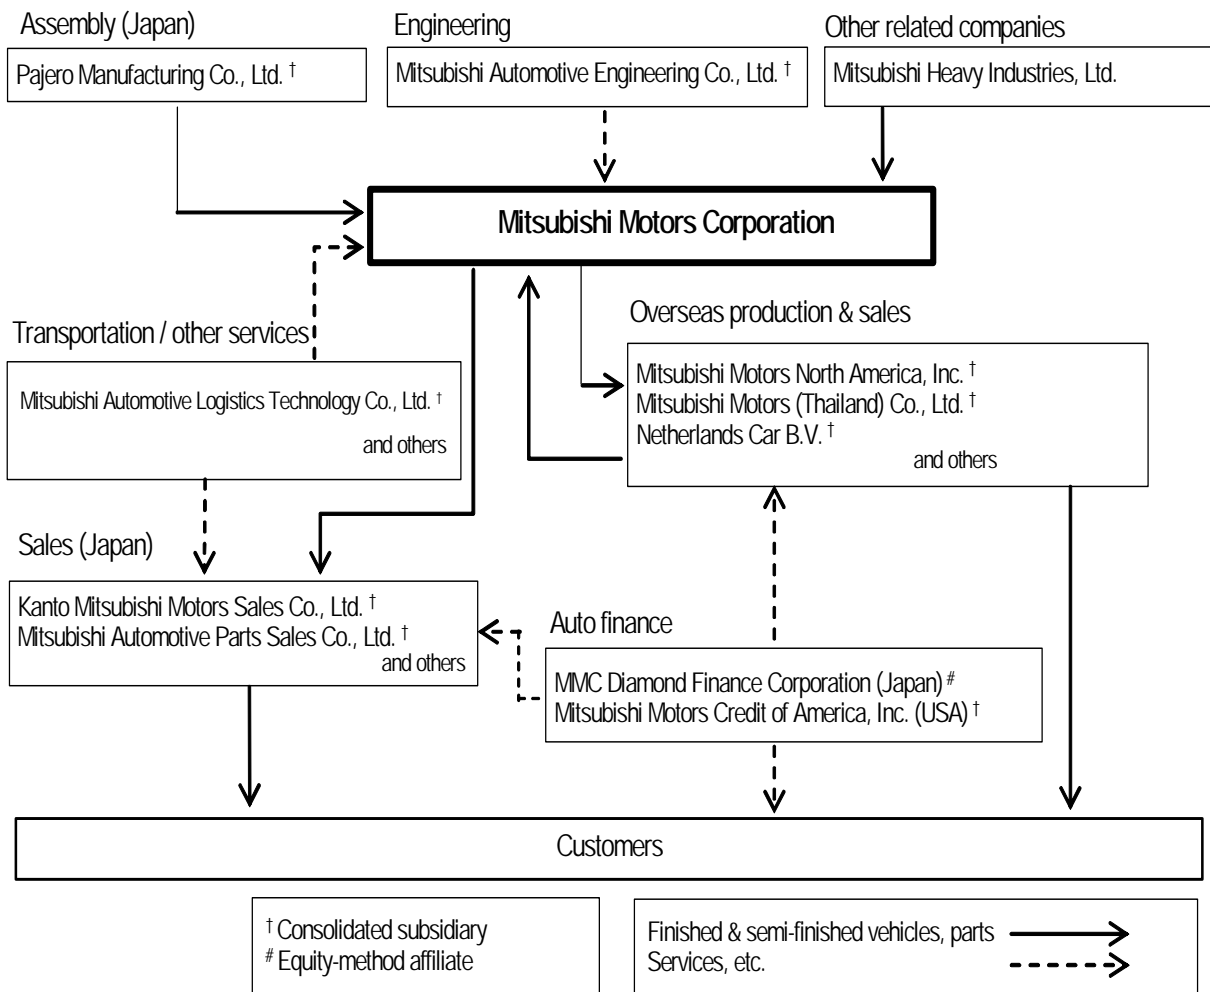 Assembly (Japan)
Pajero Manufacturing Co., Ltd. †
Engineering
Mitsubishi Automotive Engineering Co., Ltd. †
Other related companies
Mitsubishi Heavy Industries, Ltd.
Mitsubishi Motors Corporation
Transportation / other services
Mitsubishi Automotive Logistics Technology Co., Ltd. †
and others
Overseas production & sales
Mitsubishi Motors North America, Inc. †
Mitsubishi Motors (Thailand) Co., Ltd. †
Netherlands Car B.V. †
and others
Sales (Japan)
Kanto Mitsubishi Motors Sales Co., Ltd. †
Mitsubishi Automotive Parts Sales Co., Ltd. †
and others
Auto finance
MMC Diamond Finance Corporation (Japan) #
Mitsubishi Motors Credit of America, Inc. (USA) †
Customers
† Consolidated subsidiary
# Equity-method affiliate
Finished & semi-finished vehicles, parts
Services, etc.